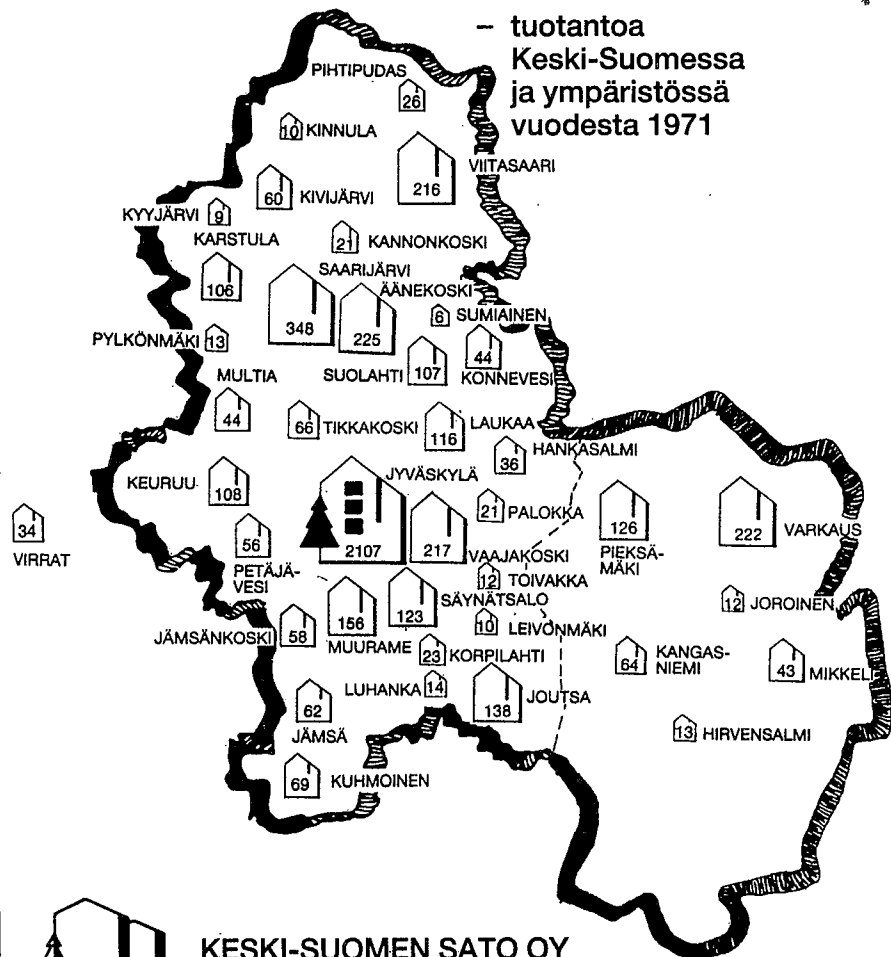 – tuotantoa
Keski-Suomessa
ja ympäristössä
vuodesta 1971
PIHTIPUDAS
26
10 KINNULA
VIITASAARI
216
60 KIVIJÄRVI
KYYJÄRVI 9
KARSTULA
106
21 KANNONKOSKI
SAARIJÄRVI
348
ÄÄNEKOSKI
225
6 SUMIAINEN
PYLKÖNMÄKI 13
SUOLAHTI 107
44
KONNEVESI
MULTIA
44
66 TIKKAKOSKI
LAUKAA
116
HANKASALMI
36
KEURUU 108
JYVÄSKYLÄ
2107
21 PALOKKA
217
VAAJAKOSKI
126
PIEKSÄ-
MÄKI
222 VARKAUS
34
VIRRAT
56
PETÄJÄ-
VESI
12 TOIVAKKA
123 SÄYNÄTSALO
12 JOROINEN
JÄMSÄNKOSKI 58
156
MUURAME
10 LEIVONMÄKI
23 KORPILAHTI
64 KANGAS-
NIEMI
43 MIKKELI
LUHANKA 14
62
JÄMSÄ
138 JOUTSA
13 HIRVENSALMI
69 KUHMOINEN
KESKI-SUOMEN SATO OY